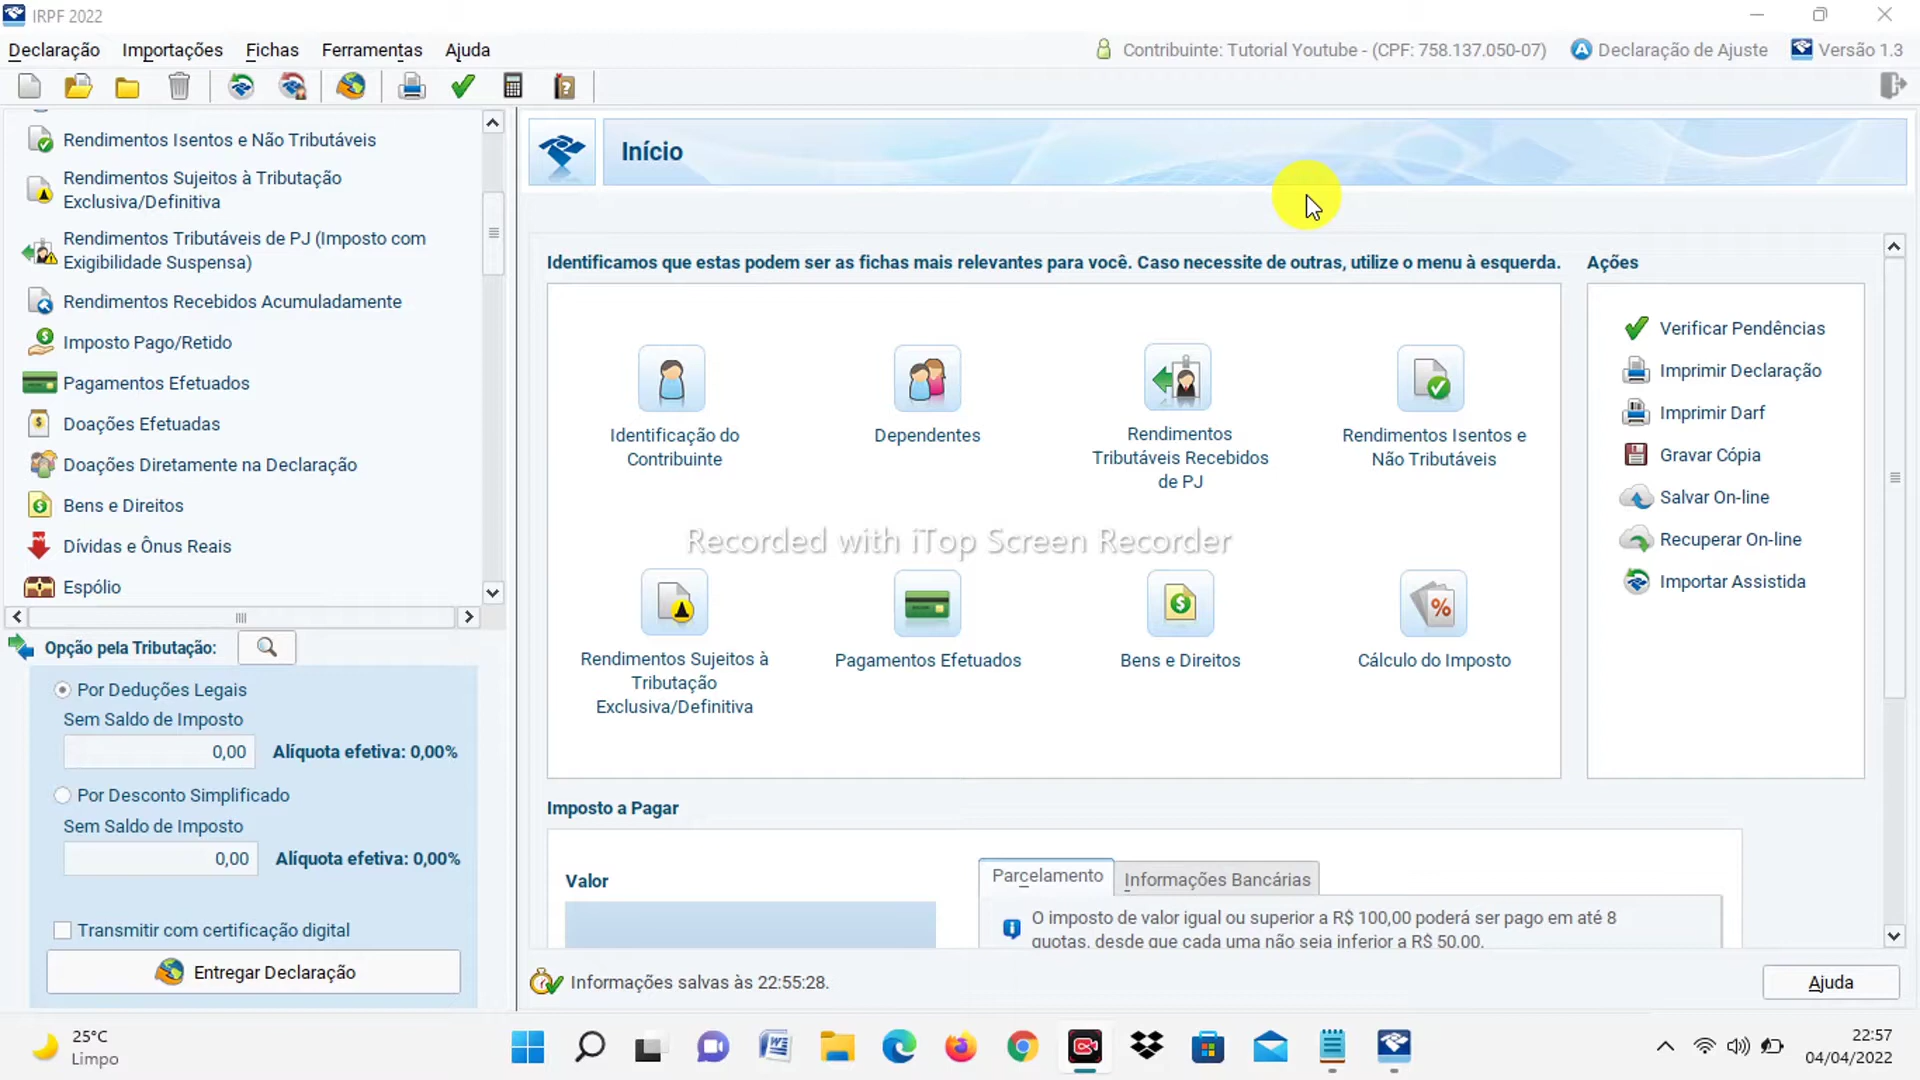 IRPF 2022
Declaração Importações Fichas Ferramentas Ajuda
Contribuinte: Tutorial Youtube - (CPF: 758.137.050-07)
Declaração de Ajuste
Versão 1.3
Rendimentos Isentos e Não Tributáveis
Rendimentos Sujeitos à Tributação
Exclusiva/Definitiva
Rendimentos Tributáveis de PJ (Imposto com
Exigibilidade Suspensa)
Rendimentos Recebidos Acumuladamente
Imposto Pago/Retido
Pagamentos Efetuados
Doações Efetuadas
Doações Diretamente na Declaração
Bens e Direitos
Dívidas e Ônus Reais
Espólio
Opção pela Tributação:
Por Deduções Legais
Sem Saldo de Imposto
0,00 Alíquota efetiva: 0,00%
Por Desconto Simplificado
Sem Saldo de Imposto
0,00 Alíquota efetiva: 0,00%
Transmitir com certificação digital
Entregar Declaração
Início
Identificamos que estas podem ser as fichas mais relevantes para você. Caso necessite de outras, utilize o menu à esquerda.
Identificação do
Contribuinte
Dependentes
Rendimentos
Tributáveis Recebidos
de PJ
Rendimentos Isentos e
Não Tributáveis
Recorded with iTop Screen Recorder
Rendimentos Sujeitos à
Tributação
Exclusiva/Definitiva
Pagamentos Efetuados
Bens e Direitos
Cálculo do Imposto
Ações
Verificar Pendências
Imprimir Declaração
Imprimir Darf
Gravar Cópia
Salvar On-line
Recuperar On-line
Importar Assistida
Imposto a Pagar
Valor
Parcelamento
Informações Bancárias
O imposto de valor igual ou superior a R$ 100,00 poderá ser pago em até 8
quotas, desde que cada uma não seja inferior a R$ 50,00.
Informações salvas às 22:55:28.
Ajuda
25°C
Limpo
22:57
04/04/2022